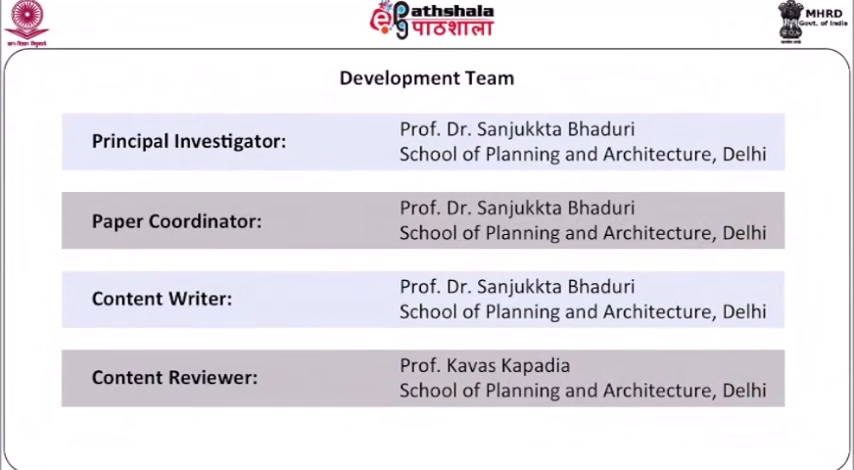 ePathshala
पाठशाला
MHRD
Govt. of India
Development Team
Principal Investigator:
Prof. Dr. Sanjukkta Bhaduri
School of Planning and Architecture, Delhi
Paper Coordinator:
Prof. Dr. Sanjukkta Bhaduri
School of Planning and Architecture, Delhi
Content Writer:
Prof. Dr. Sanjukkta Bhaduri
School of Planning and Architecture, Delhi
Content Reviewer:
Prof. Kavas Kapadia
School of Planning and Architecture, Delhi